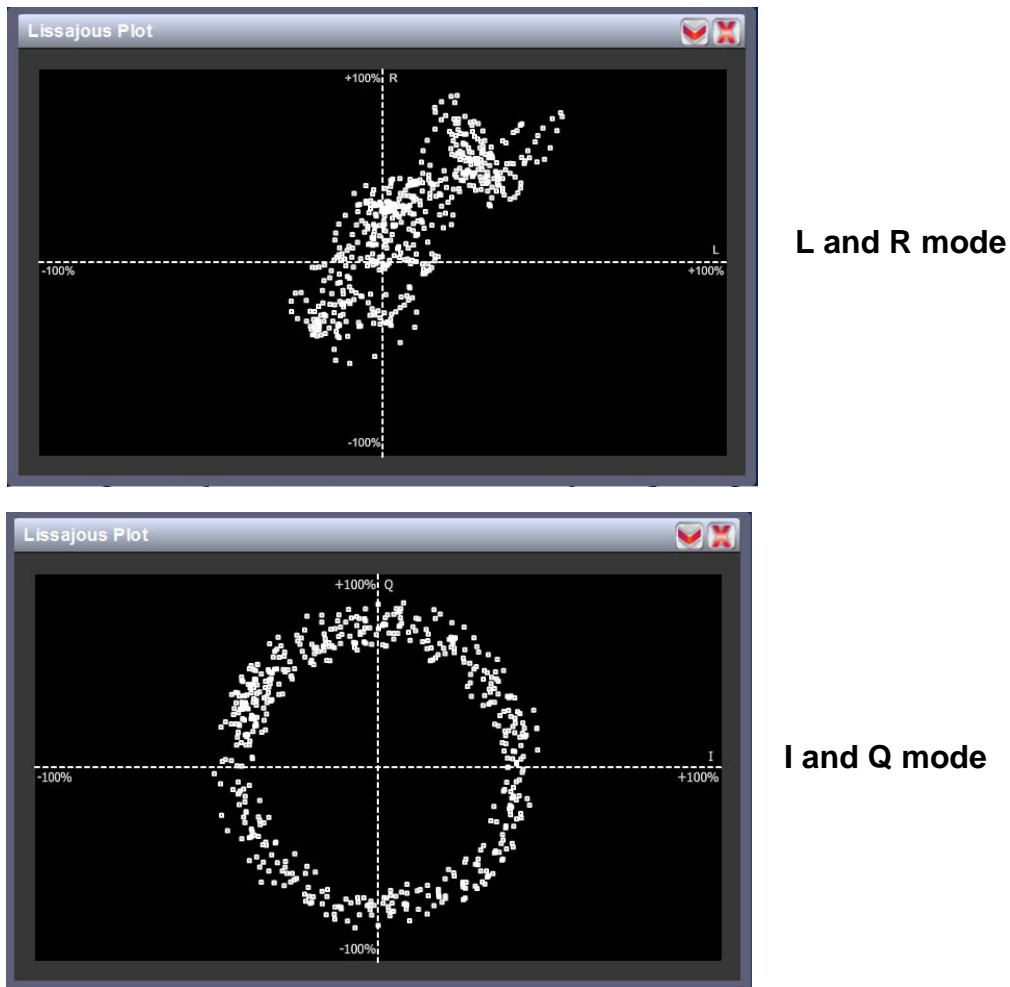 Lissajous Plot
+100% R
L
-100% +100%
-100%
L and R mode
Lissajous Plot
+100% Q
I
-100% +100%
-100%
I and Q mode